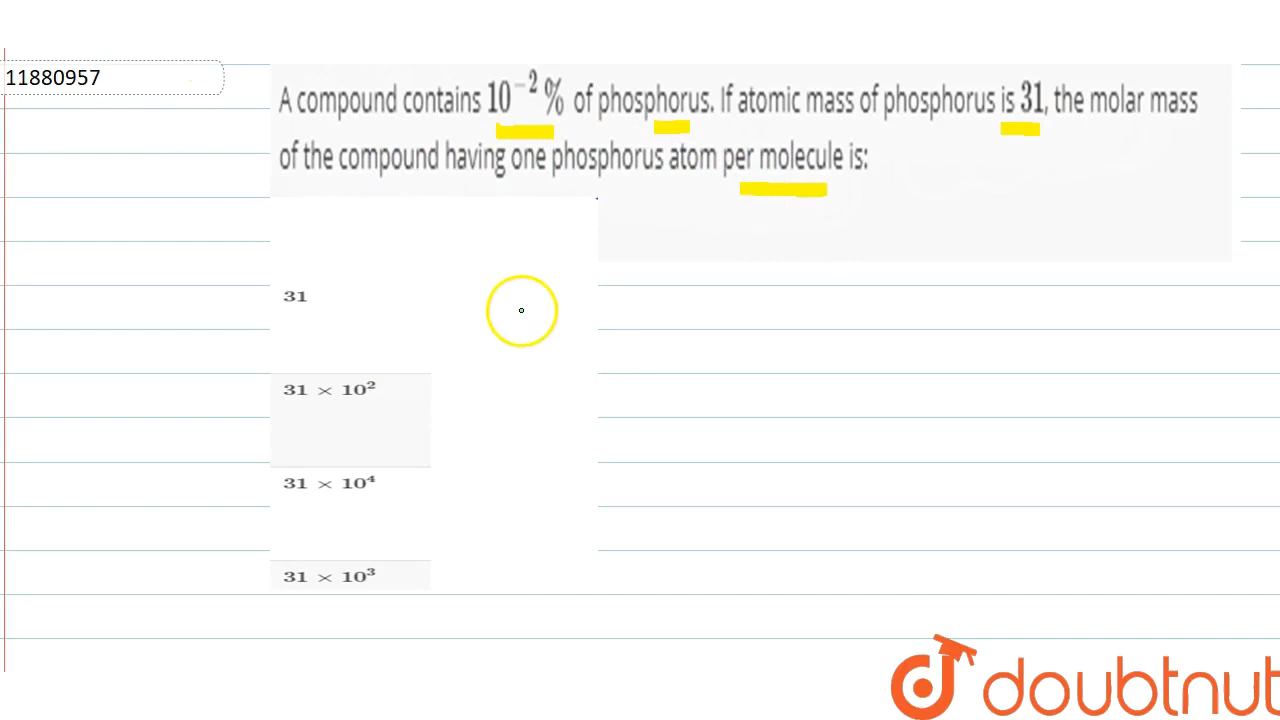 11880957
A compound contains 10⁻² % of phosphorus. If atomic mass of phosphorus is 31, the molar mass
of the compound having one phosphorus atom per molecule is:
31
31 × 10²
31 × 10⁴
31 × 10³
doubtnut